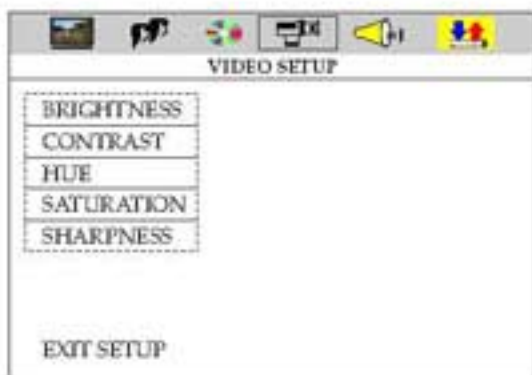 VIDEO SETUP
BRIGHTNESS
CONTRAST
HUE
SATURATION
SHARPNESS
EXIT SETUP